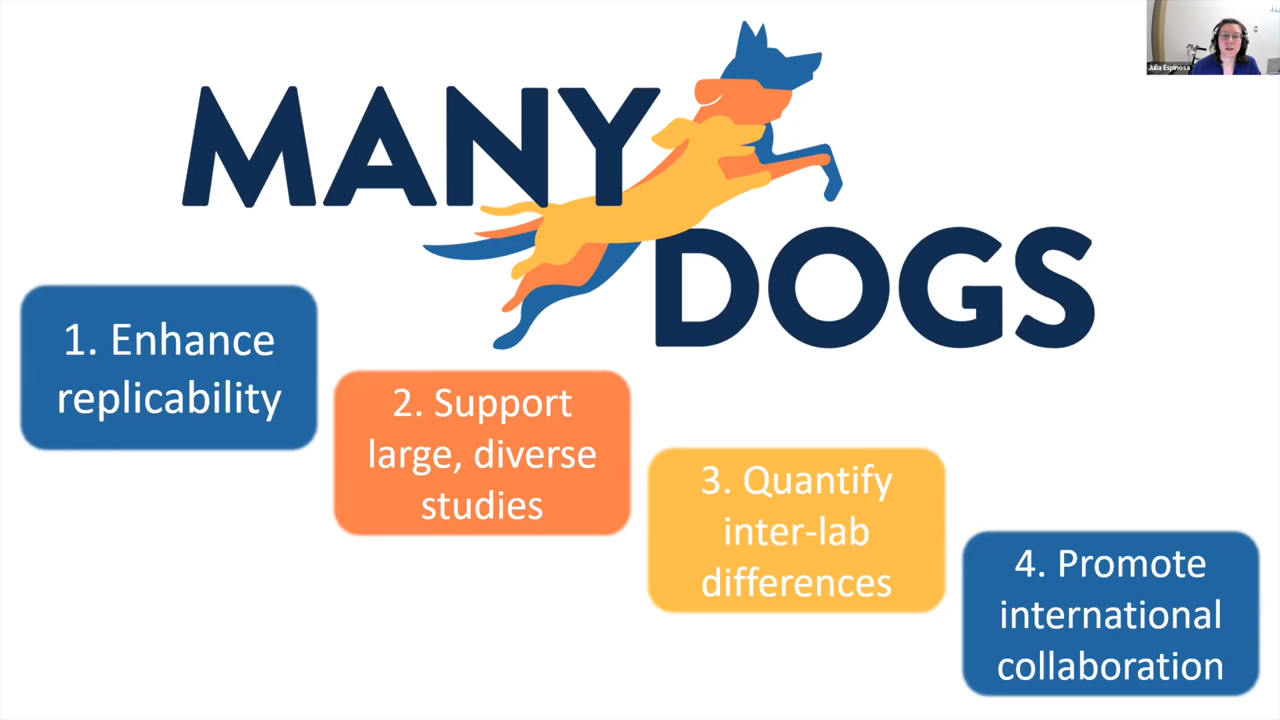 Julia Espinosa
MANY
DOGS
1. Enhance
replicability
2. Support
large, diverse
studies
3. Quantify
inter-lab
differences
4. Promote
international
collaboration